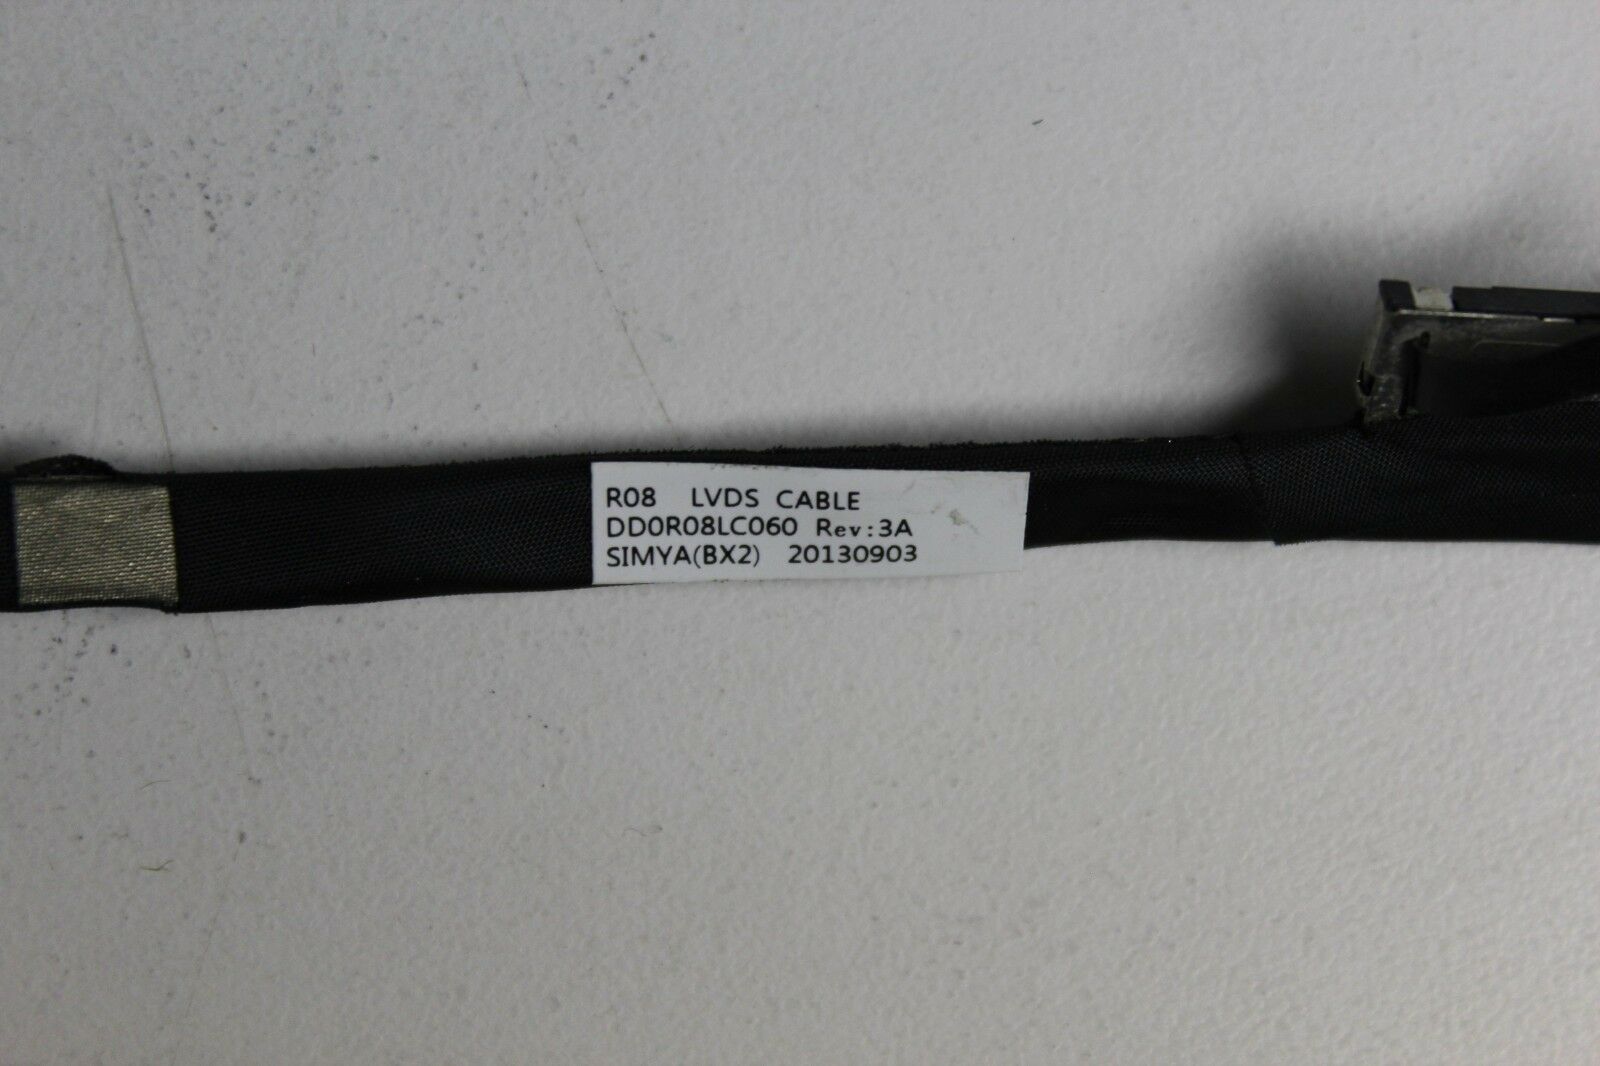 R08 LVDS CABLE
DD0R08LC060 Rev:3A
SIMYA(BX2) 20130903